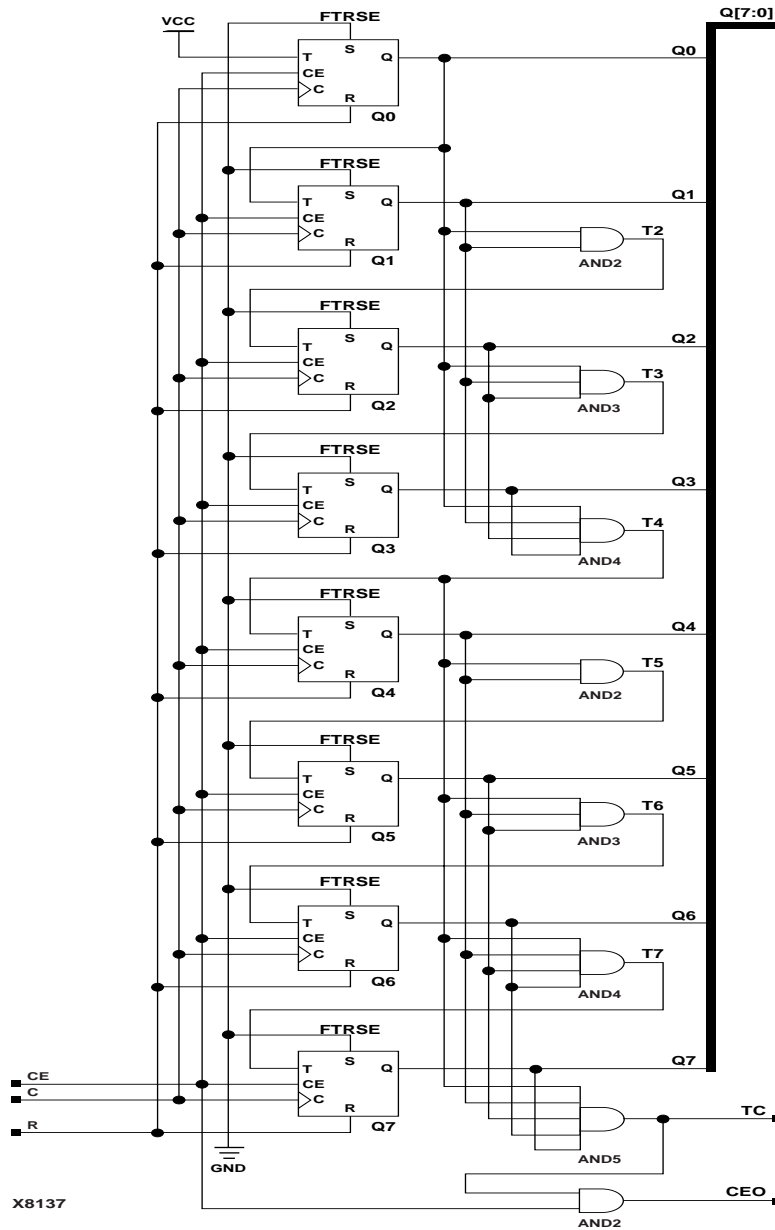 Q[7:0]
FTRSE
VCC
S
T
Q
Q0
CE
C
R
Q0
FTRSE
S
T
Q
Q1
CE
C
T2
R
Q1
AND2
FTRSE
S
T
Q
Q2
CE
C
T3
R
Q2
AND3
FTRSE
S
T
Q
Q3
CE
C
T4
R
Q3
AND4
FTRSE
S
T
Q
Q4
CE
C
T5
R
Q4
AND2
FTRSE
S
T
Q
Q5
CE
C
T6
R
Q5
AND3
FTRSE
S
T
Q
Q6
CE
C
T7
R
Q6
AND4
FTRSE
S
T
Q
Q7
CE
CE
C
C
R
Q7
TC
R
AND5
GND
CEO
X8137
AND2